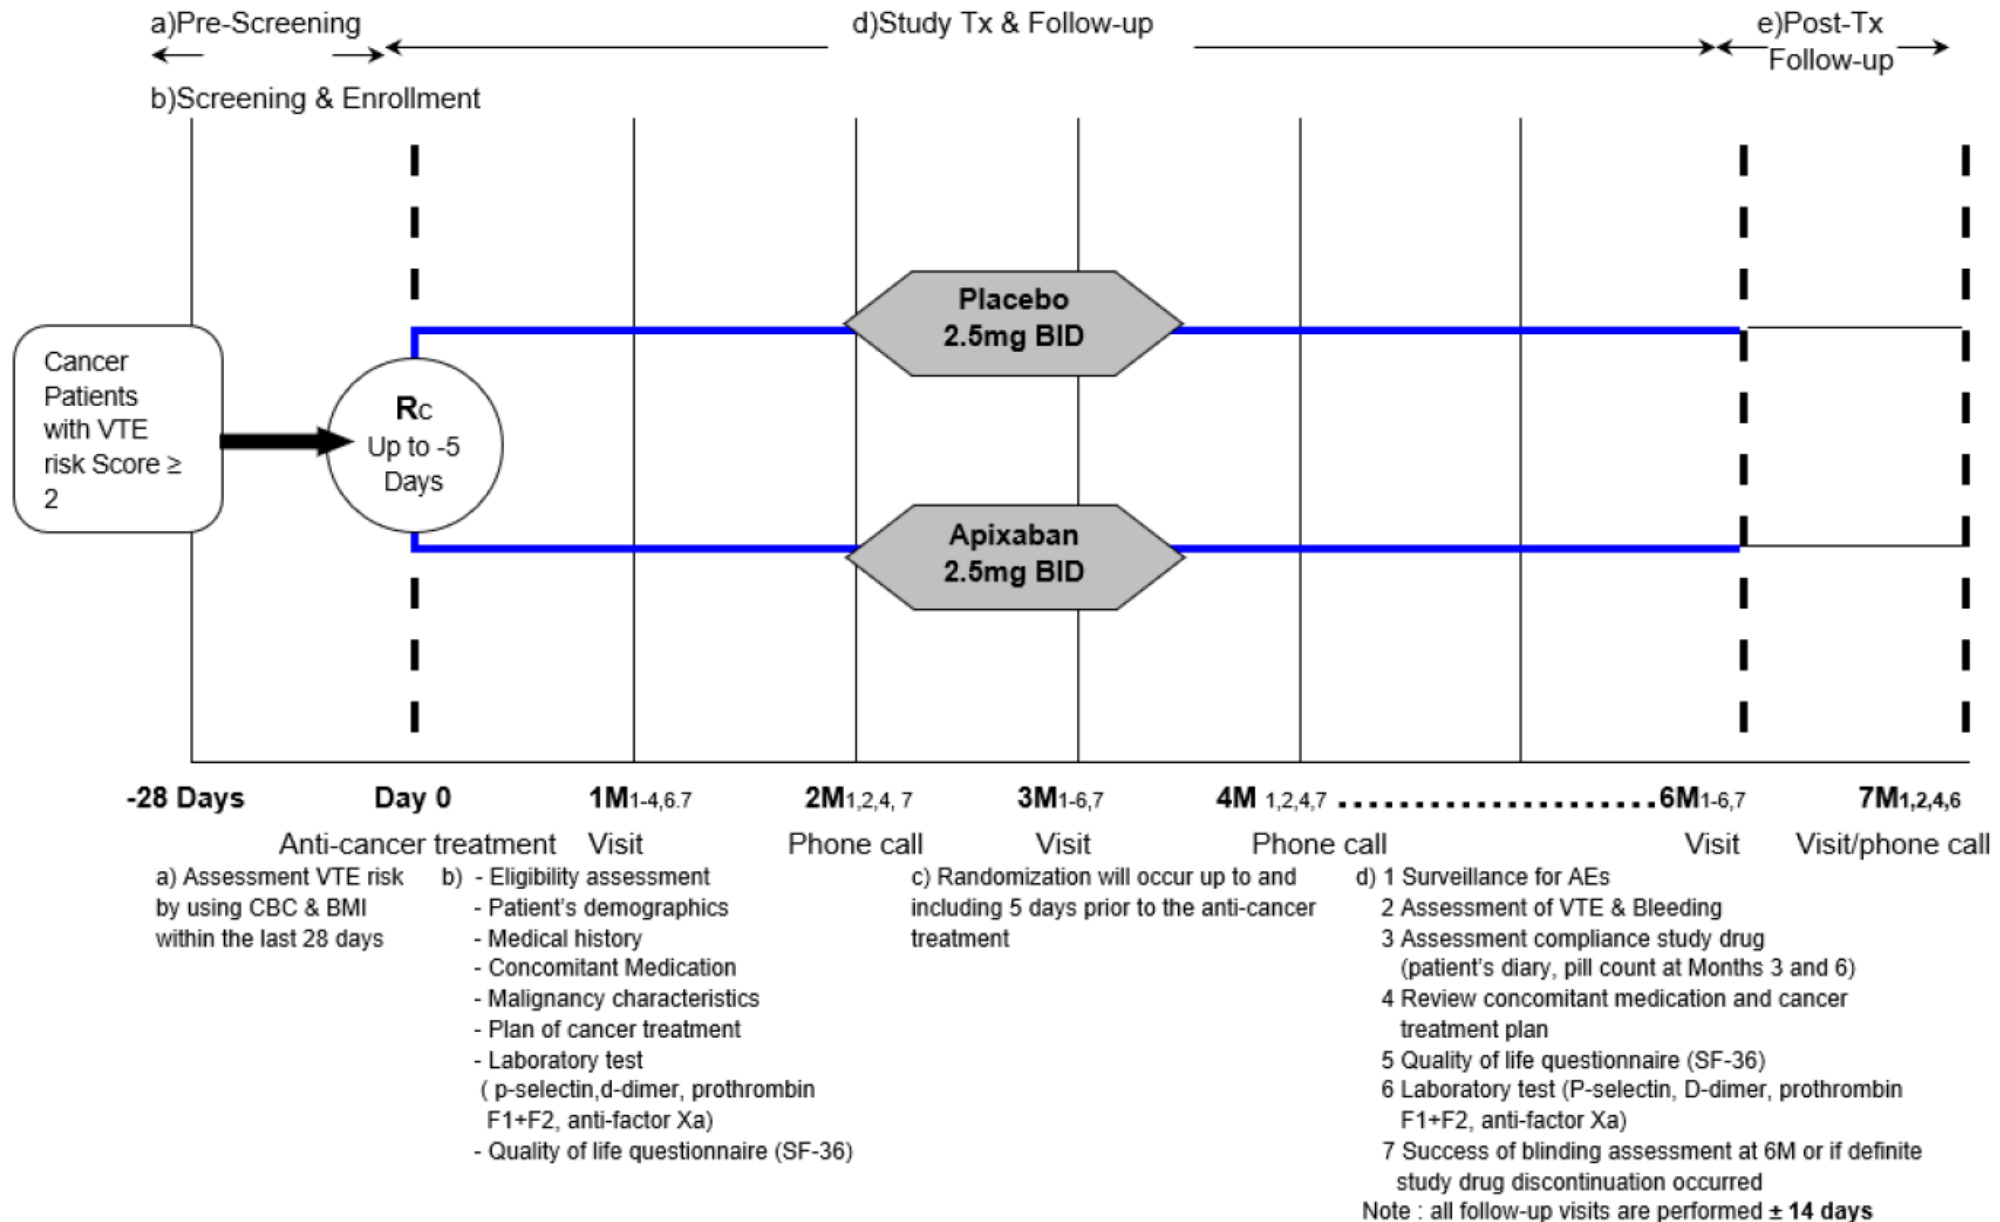 a)Pre-Screening
d)Study Tx & Follow-up
e)Post-Tx
Follow-up
b)Screening & Enrollment
Placebo
2.5mg BID
Cancer
Patients
with VTE
risk Score ≥
2
Rc
Up to -5
Days
Apixaban
2.5mg BID
-28 Days
Day 0
1M1-4,6.7
2M1,2,4, 7
3M1-6,7
4M 1,2,4,7
6M1-6,7
7M1,2,4,6
Anti-cancer treatment
Visit
Phone call
Visit
Phone call
Visit
Visit/phone call
a) Assessment VTE risk
by using CBC & BMI
within the last 28 days
b) - Eligibility assessment
- Patient's demographics
- Medical history
- Concomitant Medication
- Malignancy characteristics
- Plan of cancer treatment
- Laboratory test
( p-selectin,d-dimer, prothrombin
F1+F2, anti-factor Xa)
- Quality of life questionnaire (SF-36)
c) Randomization will occur up to and
including 5 days prior to the anti-cancer
treatment
d) 1 Surveillance for AEs
2 Assessment of VTE & Bleeding
3 Assessment compliance study drug
(patient's diary, pill count at Months 3 and 6)
4 Review concomitant medication and cancer
treatment plan
5 Quality of life questionnaire (SF-36)
6 Laboratory test (P-selectin, D-dimer, prothrombin
F1+F2, anti-factor Xa)
7 Success of blinding assessment at 6M or if definite
study drug discontinuation occurred
Note : all follow-up visits are performed ± 14 days